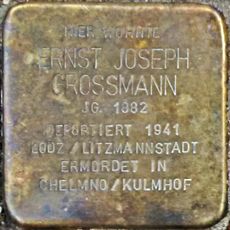 HIER WOHNTE
ERNST JOSEPH
GROSSMANN
JG. 1882
DEPORTIERT 1941
LODZ / LITZMANNSTADT
ERMORDET IN
CHELMNO / KULMHOF